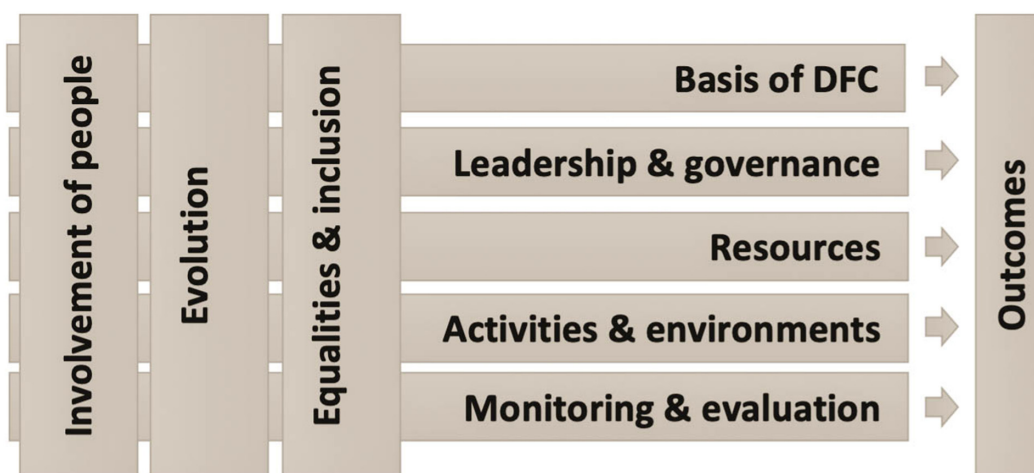 Involvement of people
Evolution
Equalities & inclusion
Basis of DFC
Leadership & governance
Resources
Activities & environments
Monitoring & evaluation
Outcomes